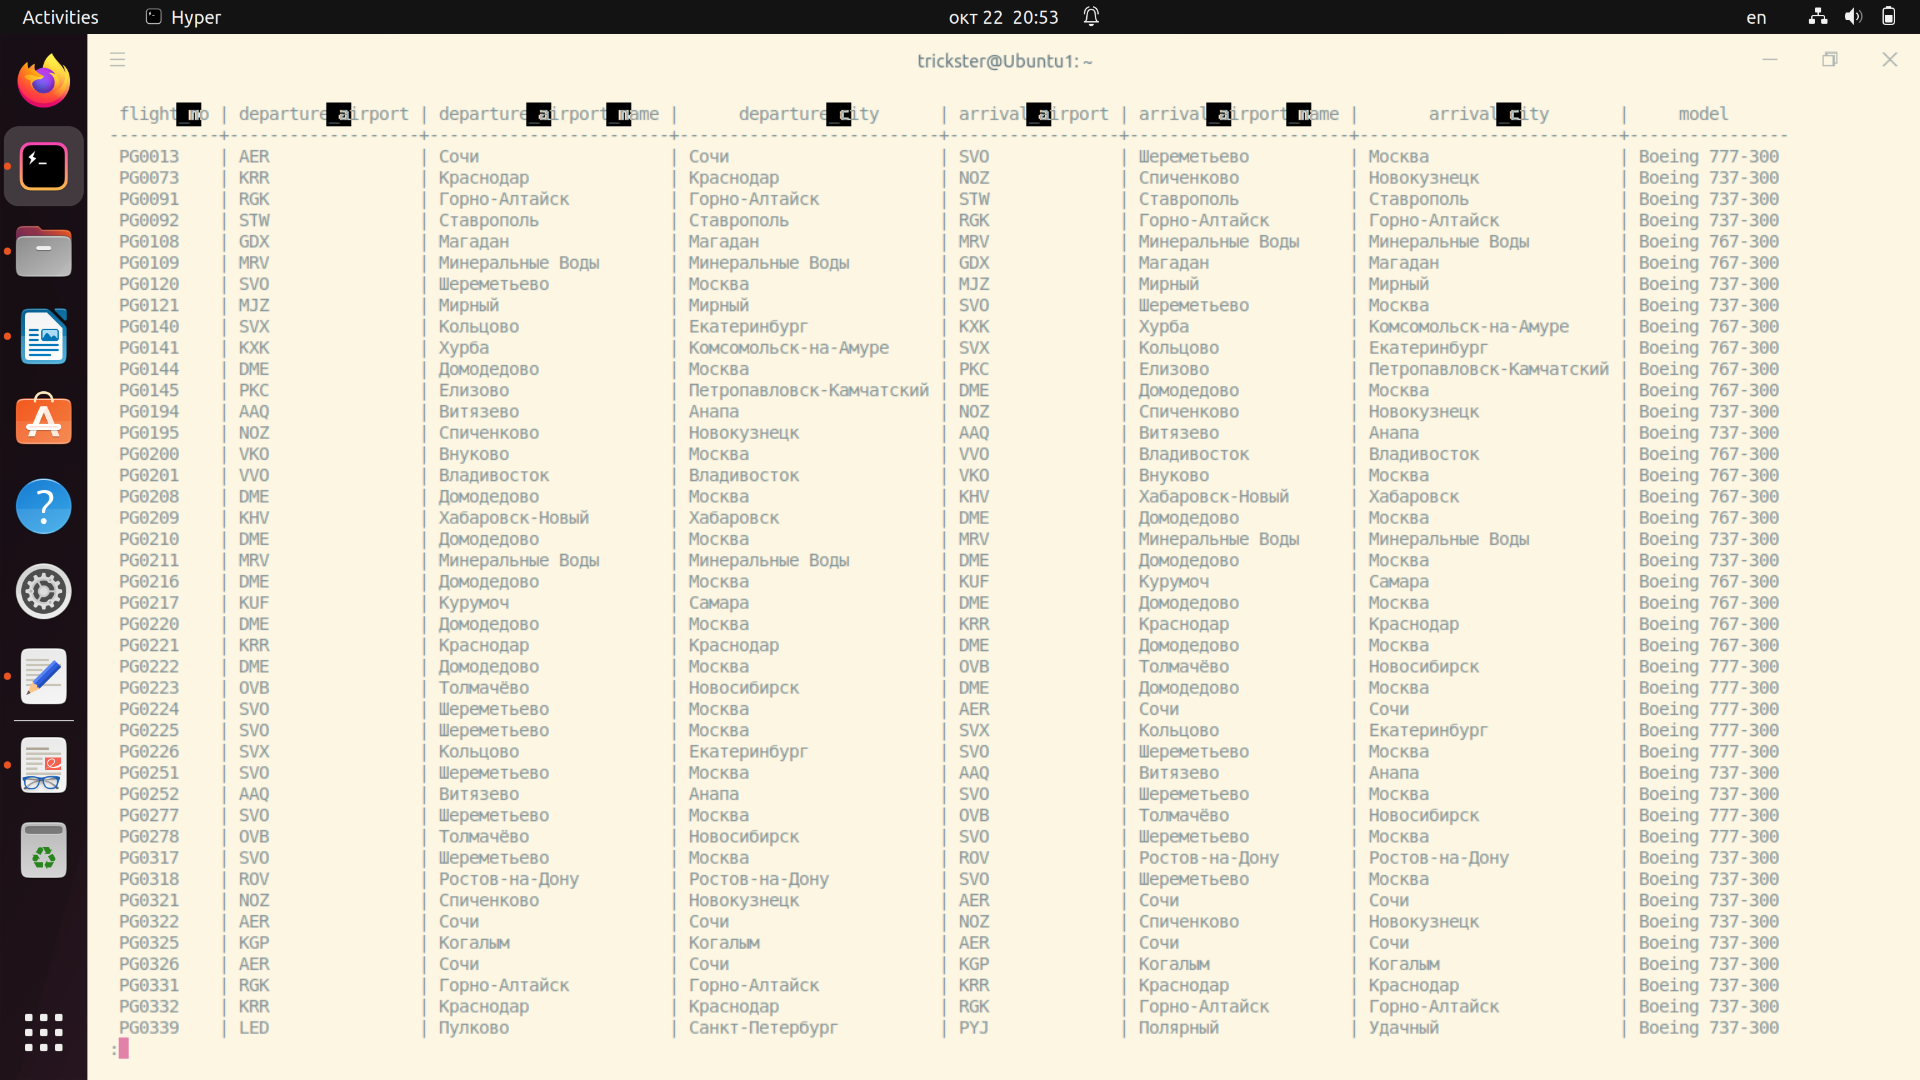 Activities Hyper окт 22 20:53 en
trickster@Ubuntu1: ~
flight_no | departure_airport | departure_airport_name | departure_city | arrival_airport | arrival_airport_name | arrival_city | model
PG0013 | AER | Сочи | Сочи | SVO | Шереметьево | Москва | Boeing 777-300
PG0073 | KRR | Краснодар | Краснодар | NOZ | Спиченково | Новокузнецк | Boeing 737-300
PG0091 | RGK | Горно-Алтайск | Горно-Алтайск | STW | Ставрополь | Ставрополь | Boeing 737-300
PG0092 | STW | Ставрополь | Ставрополь | RGK | Горно-Алтайск | Горно-Алтайск | Boeing 737-300
PG0108 | GDX | Магадан | Магадан | MRV | Минеральные Воды | Минеральные Воды | Boeing 767-300
PG0109 | MRV | Минеральные Воды | Минеральные Воды | GDX | Магадан | Магадан | Boeing 767-300
PG0120 | SVO | Шереметьево | Москва | MJZ | Мирный | Мирный | Boeing 737-300
PG0121 | MJZ | Мирный | Мирный | SVO | Шереметьево | Москва | Boeing 737-300
PG0140 | SVX | Кольцово | Екатеринбург | KXK | Хурба | Комсомольск-на-Амуре | Boeing 767-300
PG0141 | KXK | Хурба | Комсомольск-на-Амуре | SVX | Кольцово | Екатеринбург | Boeing 767-300
PG0144 | DME | Домодедово | Москва | PKC | Елизово | Петропавловск-Камчатский | Boeing 767-300
PG0145 | PKC | Елизово | Петропавловск-Камчатский | DME | Домодедово | Москва | Boeing 767-300
PG0194 | AAQ | Витязево | Анапа | NOZ | Спиченково | Новокузнецк | Boeing 737-300
PG0195 | NOZ | Спиченково | Новокузнецк | AAQ | Витязево | Анапа | Boeing 737-300
PG0200 | VKO | Внуково | Москва | VVO | Владивосток | Владивосток | Boeing 767-300
PG0201 | VVO | Владивосток | Владивосток | VKO | Внуково | Москва | Boeing 767-300
PG0208 | DME | Домодедово | Москва | KHV | Хабаровск-Новый | Хабаровск | Boeing 767-300
PG0209 | KHV | Хабаровск-Новый | Хабаровск | DME | Домодедово | Москва | Boeing 767-300
PG0210 | DME | Домодедово | Москва | MRV | Минеральные Воды | Минеральные Воды | Boeing 737-300
PG0211 | MRV | Минеральные Воды | Минеральные Воды | DME | Домодедово | Москва | Boeing 737-300
PG0216 | DME | Домодедово | Москва | KUF | Курумоч | Самара | Boeing 767-300
PG0217 | KUF | Курумоч | Самара | DME | Домодедово | Москва | Boeing 767-300
PG0220 | DME | Домодедово | Москва | KRR | Краснодар | Краснодар | Boeing 767-300
PG0221 | KRR | Краснодар | Краснодар | DME | Домодедово | Москва | Boeing 767-300
PG0222 | DME | Домодедово | Москва | OVB | Толмачёво | Новосибирск | Boeing 777-300
PG0223 | OVB | Толмачёво | Новосибирск | DME | Домодедово | Москва | Boeing 777-300
PG0224 | SVO | Шереметьево | Москва | AER | Сочи | Сочи | Boeing 777-300
PG0225 | SVO | Шереметьево | Москва | SVX | Кольцово | Екатеринбург | Boeing 777-300
PG0226 | SVX | Кольцово | Екатеринбург | SVO | Шереметьево | Москва | Boeing 777-300
PG0251 | SVO | Шереметьево | Москва | AAQ | Витязево | Анапа | Boeing 737-300
PG0252 | AAQ | Витязево | Анапа | SVO | Шереметьево | Москва | Boeing 737-300
PG0277 | SVO | Шереметьево | Москва | OVB | Толмачёво | Новосибирск | Boeing 777-300
PG0278 | OVB | Толмачёво | Новосибирск | SVO | Шереметьево | Москва | Boeing 777-300
PG0317 | SVO | Шереметьево | Москва | ROV | Ростов-на-Дону | Ростов-на-Дону | Boeing 737-300
PG0318 | ROV | Ростов-на-Дону | Ростов-на-Дону | SVO | Шереметьево | Москва | Boeing 737-300
PG0321 | NOZ | Спиченково | Новокузнецк | AER | Сочи | Сочи | Boeing 737-300
PG0322 | AER | Сочи | Сочи | NOZ | Спиченково | Новокузнецк | Boeing 737-300
PG0325 | KGP | Когалым | Когалым | AER | Сочи | Сочи | Boeing 737-300
PG0326 | AER | Сочи | Сочи | KGP | Когалым | Когалым | Boeing 737-300
PG0331 | RGK | Горно-Алтайск | Горно-Алтайск | KRR | Краснодар | Краснодар | Boeing 737-300
PG0332 | KRR | Краснодар | Краснодар | RGK | Горно-Алтайск | Горно-Алтайск | Boeing 737-300
PG0339 | LED | Пулково | Санкт-Петербург | PYJ | Полярный | Удачный | Boeing 737-300
: